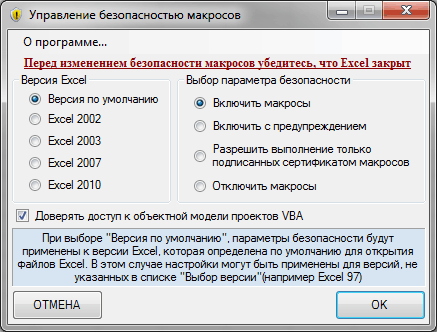 Управление безопасностью макросов
О программе...
Перед изменением безопасности макросов убедитесь, что Excel закрыт
Версия Excel
Версия по умолчанию
Excel 2002
Excel 2003
Excel 2007
Excel 2010
Выбор параметра безопасности
Включить макросы
Включить с предупреждением
Разрешить выполнение только
подписанных сертификатом макросов
Отключить макросы
Доверять доступ к объектной модели проектов VBA
При выборе "Версия по умолчанию", параметры безопасности будут
применены к версии Excel, которая определена по умолчанию для открытия
файлов Excel. В этом случае настройки могут быть применены для версий, не
указанных в списке "Выбор версии"(например Excel 97)
ОТМЕНА
OK